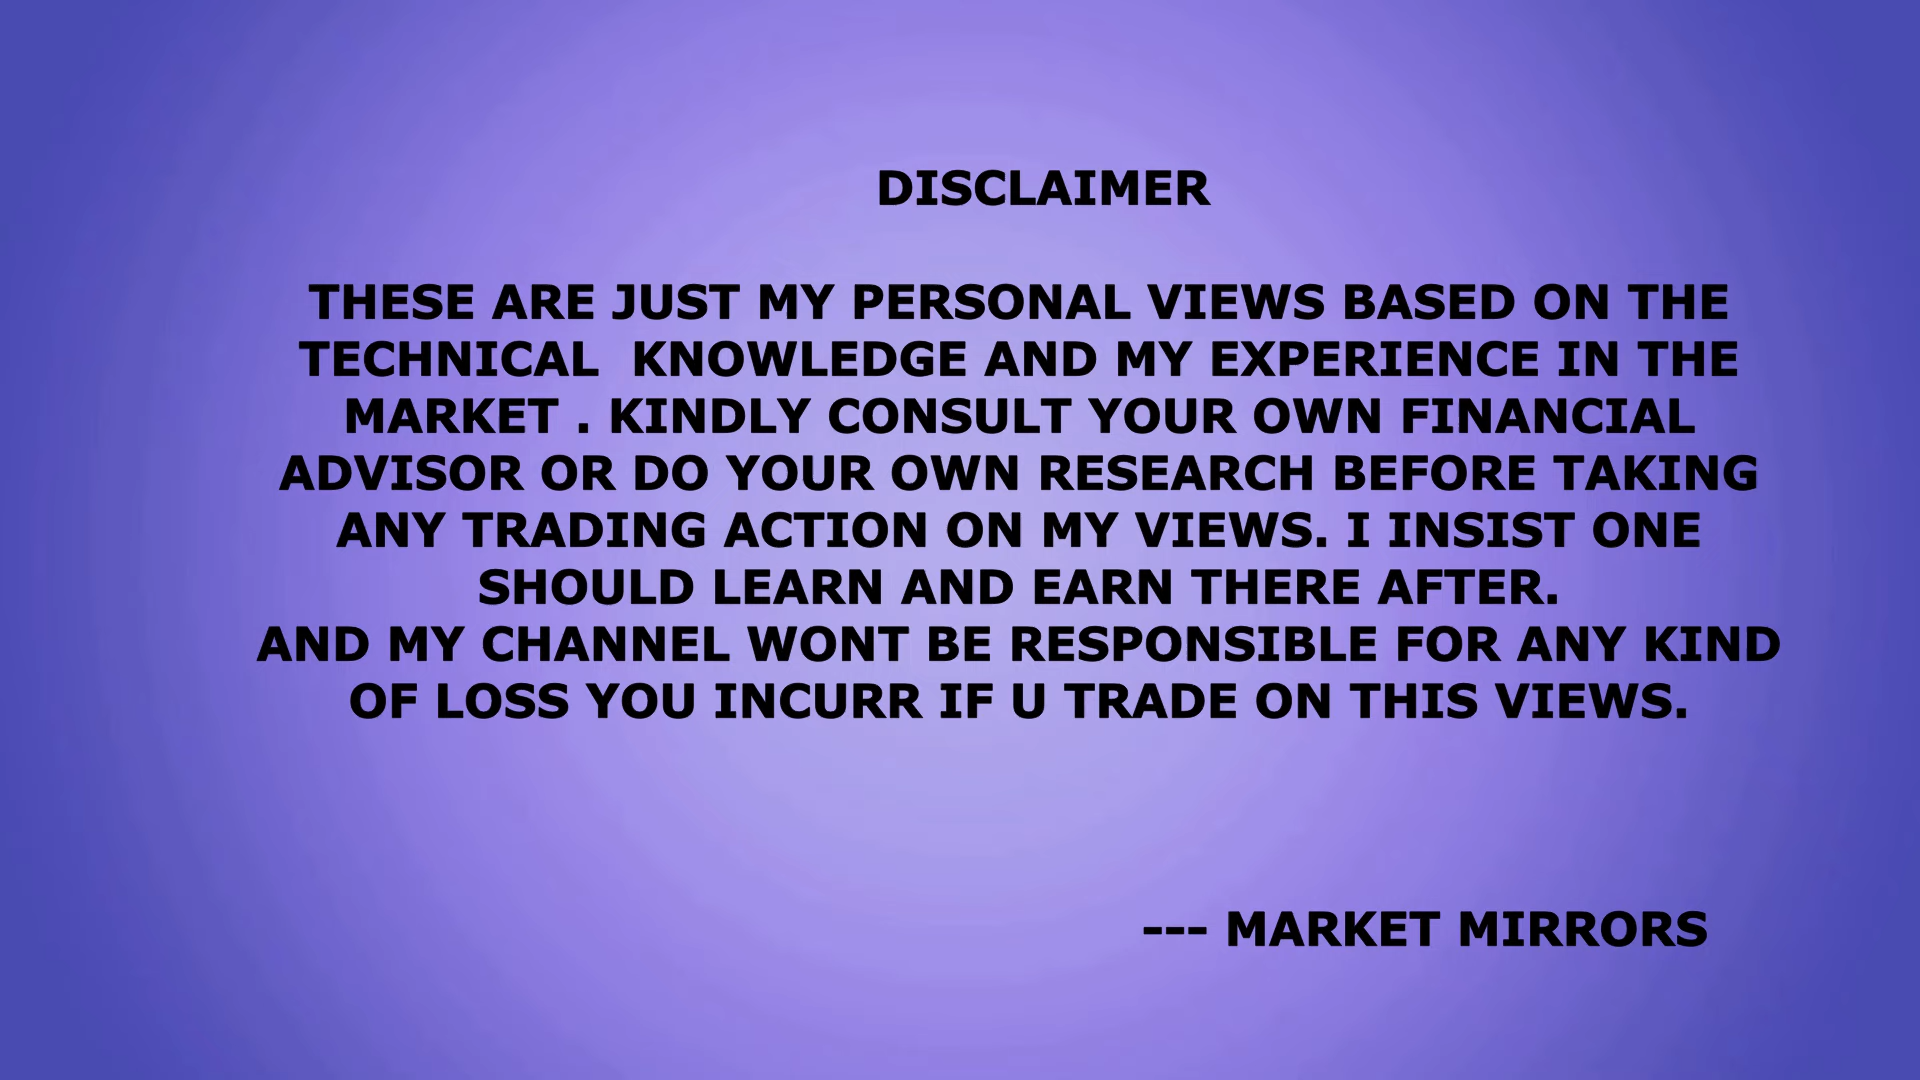 DISCLAIMER
THESE ARE JUST MY PERSONAL VIEWS BASED ON THE
TECHNICAL  KNOWLEDGE AND MY EXPERIENCE IN THE
MARKET . KINDLY CONSULT YOUR OWN FINANCIAL
ADVISOR OR DO YOUR OWN RESEARCH BEFORE TAKING
ANY TRADING ACTION ON MY VIEWS. I INSIST ONE
SHOULD LEARN AND EARN THERE AFTER.
AND MY CHANNEL WONT BE RESPONSIBLE FOR ANY KIND
OF LOSS YOU INCURR IF U TRADE ON THIS VIEWS.
--- MARKET MIRRORS